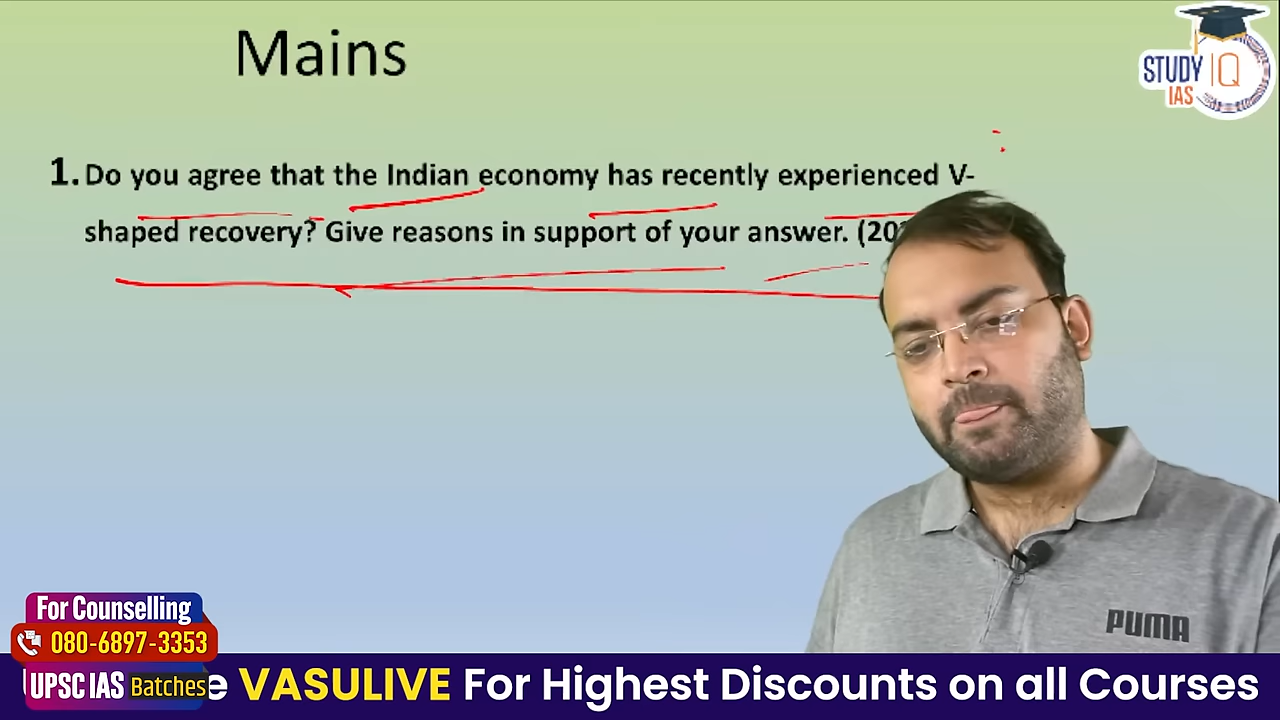 Mains
STUDY IQ
IAS
1. Do you agree that the Indian economy has recently experienced V-
shaped recovery? Give reasons in support of your answer. (20
PUMA
For Counselling
080-6897-3353
UPSC IAS Batches
e VASULIVE For Highest Discounts on all Courses